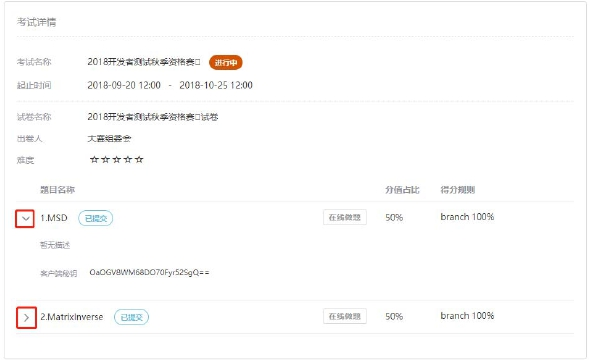 考试详情
考试名称 2018开发者测试秋季资格赛 进行中
起止时间 2018-09-20 12:00 - 2018-10-25 12:00
试卷名称 2018开发者测试秋季资格赛 试卷
出卷人 大赛组委会
难度 ☆☆☆☆☆
题目名称 分值占比 得分规则
1.MSD 已提交 在线做题 50% branch 100%
暂无描述
客户端秘钥 OaOGV8WM68DO70Fyr52SgQ==
2.MatrixInverse 已提交 在线做题 50% branch 100%